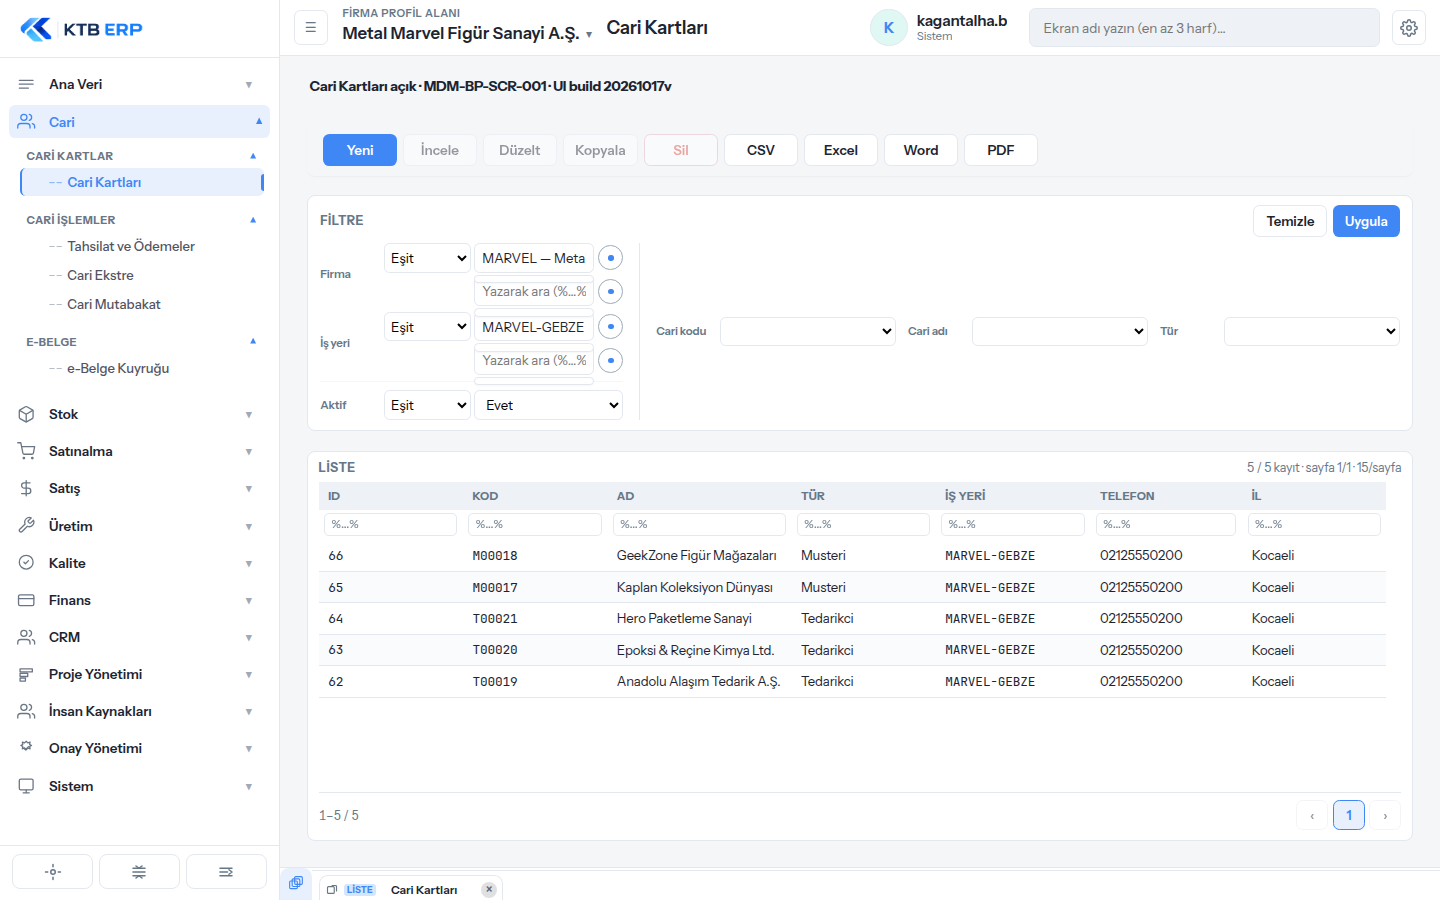 KTB ERP
FİRMA PROFİL ALANI
Metal Marvel Figür Sanayi A.Ş. ▾
Cari Kartları
K
kagantalha.b
Sistem
Ekran adı yazın (en az 3 harf)...
Ana Veri
Cari
CARİ KARTLAR
-- Cari Kartları
CARİ İŞLEMLER
-- Tahsilat ve Ödemeler
-- Cari Ekstre
-- Cari Mutabakat
E-BELGE
-- e-Belge Kuyruğu
Stok
Satınalma
Satış
Üretim
Kalite
Finans
CRM
Proje Yönetimi
İnsan Kaynakları
Onay Yönetimi
Sistem
Cari Kartları açık · MDM-BP-SCR-001 · UI build 20261017v
Yeni İncele Düzelt Kopyala Sil CSV Excel Word PDF
FİLTRE
Temizle Uygula
Firma Eşit MARVEL — Meta
Yazarak ara (%...%
İş yeri Eşit MARVEL-GEBZE
Yazarak ara (%...%
Aktif Eşit Evet
Cari kodu Cari adı Tür
LİSTE
5 / 5 kayıt · sayfa 1/1 · 15/sayfa
ID KOD AD TÜR İŞ YERİ TELEFON İL
%...% %...% %...% %...% %...% %...% %...%
66 M00018 GeekZone Figür Mağazaları Musteri MARVEL-GEBZE 02125550200 Kocaeli
65 M00017 Kaplan Koleksiyon Dünyası Musteri MARVEL-GEBZE 02125550200 Kocaeli
64 T00021 Hero Paketleme Sanayi Tedarikci MARVEL-GEBZE 02125550200 Kocaeli
63 T00020 Epoksi & Reçine Kimya Ltd. Tedarikci MARVEL-GEBZE 02125550200 Kocaeli
62 T00019 Anadolu Alaşım Tedarik A.Ş. Tedarikci MARVEL-GEBZE 02125550200 Kocaeli
1–5 / 5
‹ 1 ›
LİSTE Cari Kartları ×